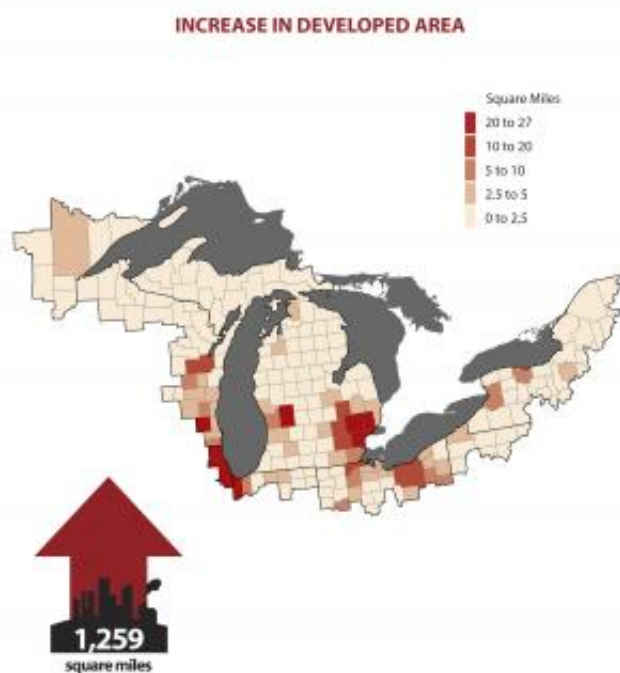 INCREASE IN DEVELOPED AREA
Square Miles
20 to 27
10 to 20
5 to 10
2.5 to 5
0 to 2.5
1,259
square miles